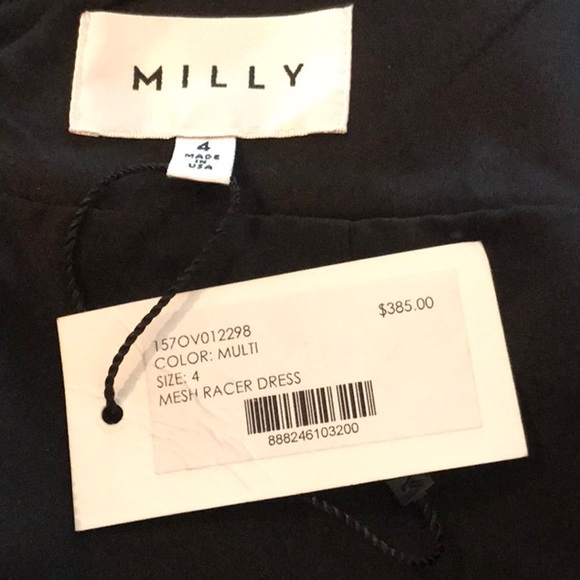 MILLY
4
MADE
IN
USA
$385.00
157OV012298
COLOR: MULTI
SIZE: 4
MESH RACER DRESS
888246103200